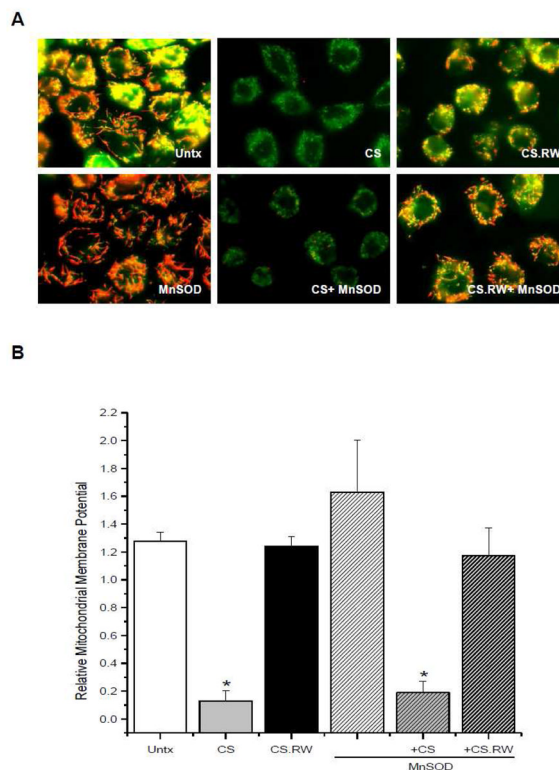 A
Untx
CS
CS.RW
MnSOD
CS+ MnSOD
CS.RW+ MnSOD
B
Relative Mitochondrial Membrane Potential
2.2
2.0
1.8
1.6
1.4
1.2
1.0
0.8
0.6
0.4
0.2
0.0
*
*
Untx
CS
CS.RW
+CS
+CS.RW
MnSOD